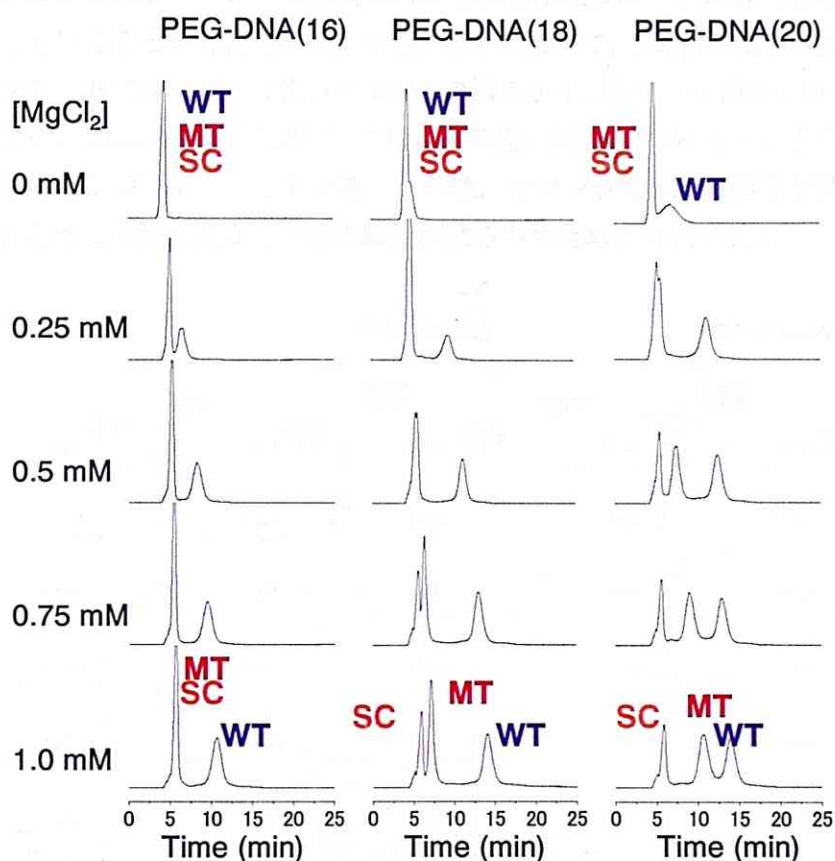 PEG-DNA(16) PEG-DNA(18) PEG-DNA(20)
[MgCl2]
WT WT
MT MT MT
SC SC SC WT
0 mM
0.25 mM
0.5 mM
0.75 mM
MT
SC SC MT SC MT
WT WT WT
1.0 mM
0 5 10 15 20 25 0 5 10 15 20 25 0 5 10 15 20 25
Time (min) Time (min) Time (min)